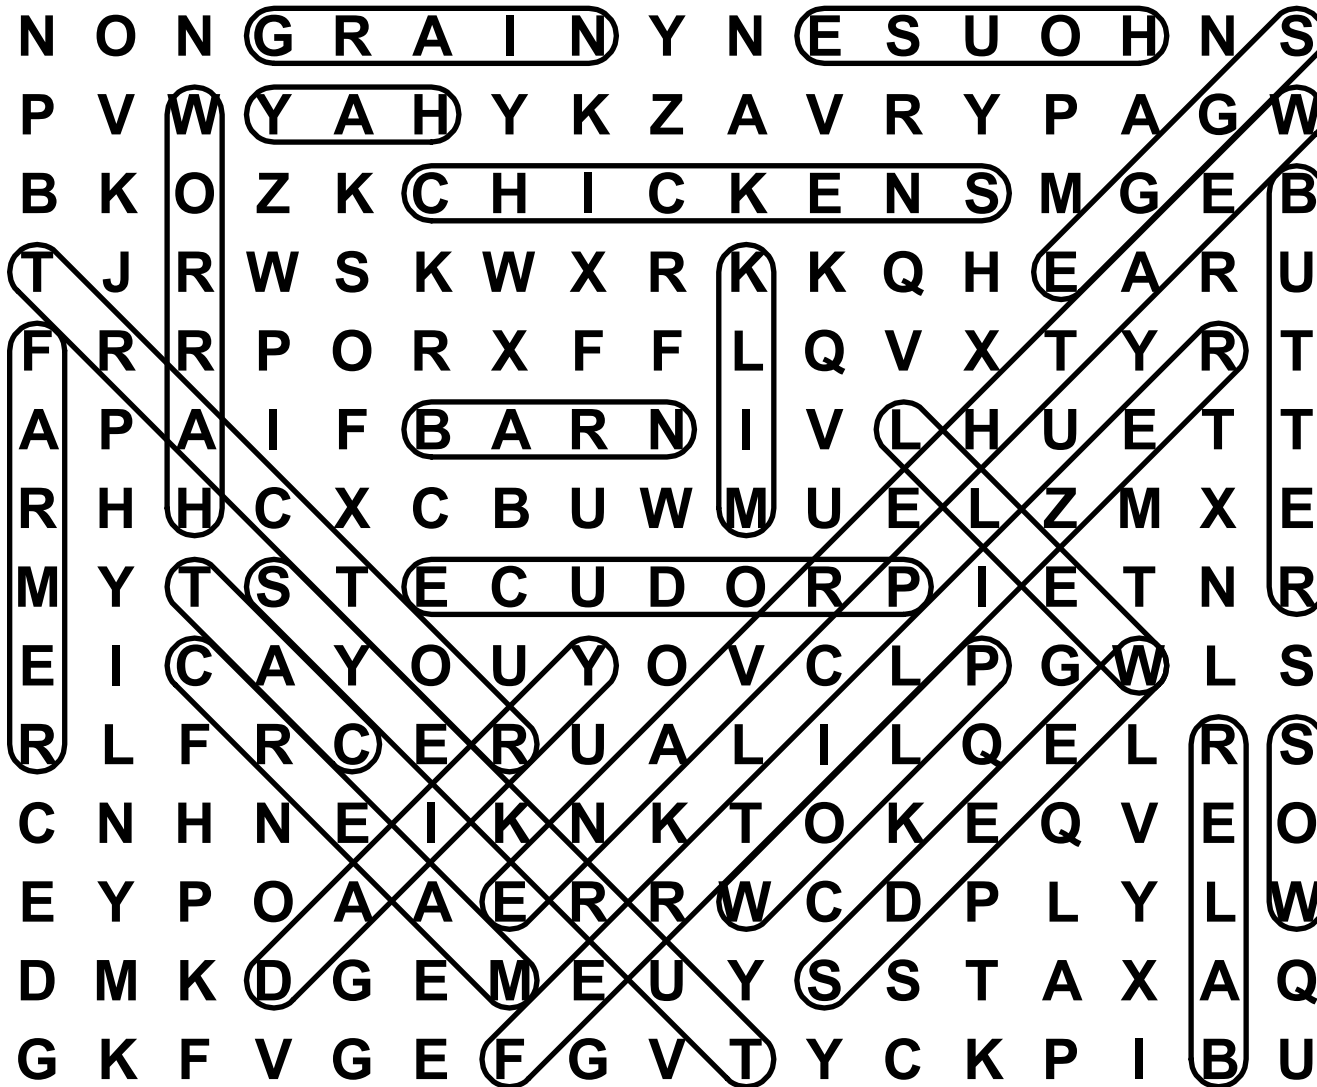 N O N G R A I N Y N E S U O H N S
P V W Y A H Y K Z A V R Y P A G W
B K O Z K C H I C K E N S M G E B
T J R W S K W X R K K Q H E A R U
F R R P O R X F F L Q V X T Y R T
A P A I F B A R N I V L H U E T T
R H H C X C B U W M U E L Z M X E
M Y T S T E C U D O R P I E T N R
E I C A Y O U Y O V C L P G W L S
R L F R C E R U A L I L Q E L R S
C N H N E I K N K T O K E Q V E O
E Y P O A A E R R W C D P L Y L W
D M K D G E M E U Y S S T A X A Q
G K F V G E F G V T Y C K P I B U